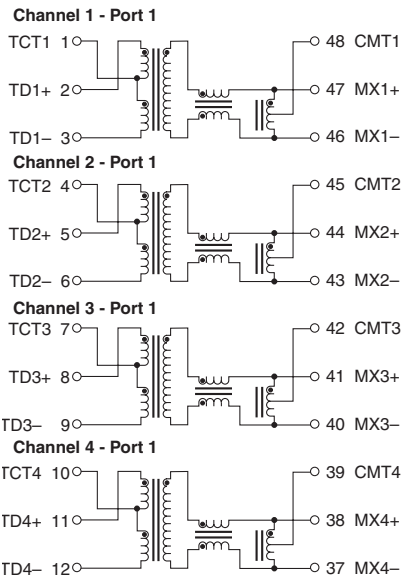 Channel 1 - Port 1
TCT1 1 48 CMT1
TD1+ 2 47 MX1+
TD1– 3 46 MX1–
Channel 2 - Port 1
TCT2 4 45 CMT2
TD2+ 5 44 MX2+
TD2– 6 43 MX2–
Channel 3 - Port 1
TCT3 7 42 CMT3
TD3+ 8 41 MX3+
TD3– 9 40 MX3–
Channel 4 - Port 1
TCT4 10 39 CMT4
TD4+ 11 38 MX4+
TD4– 12 37 MX4–